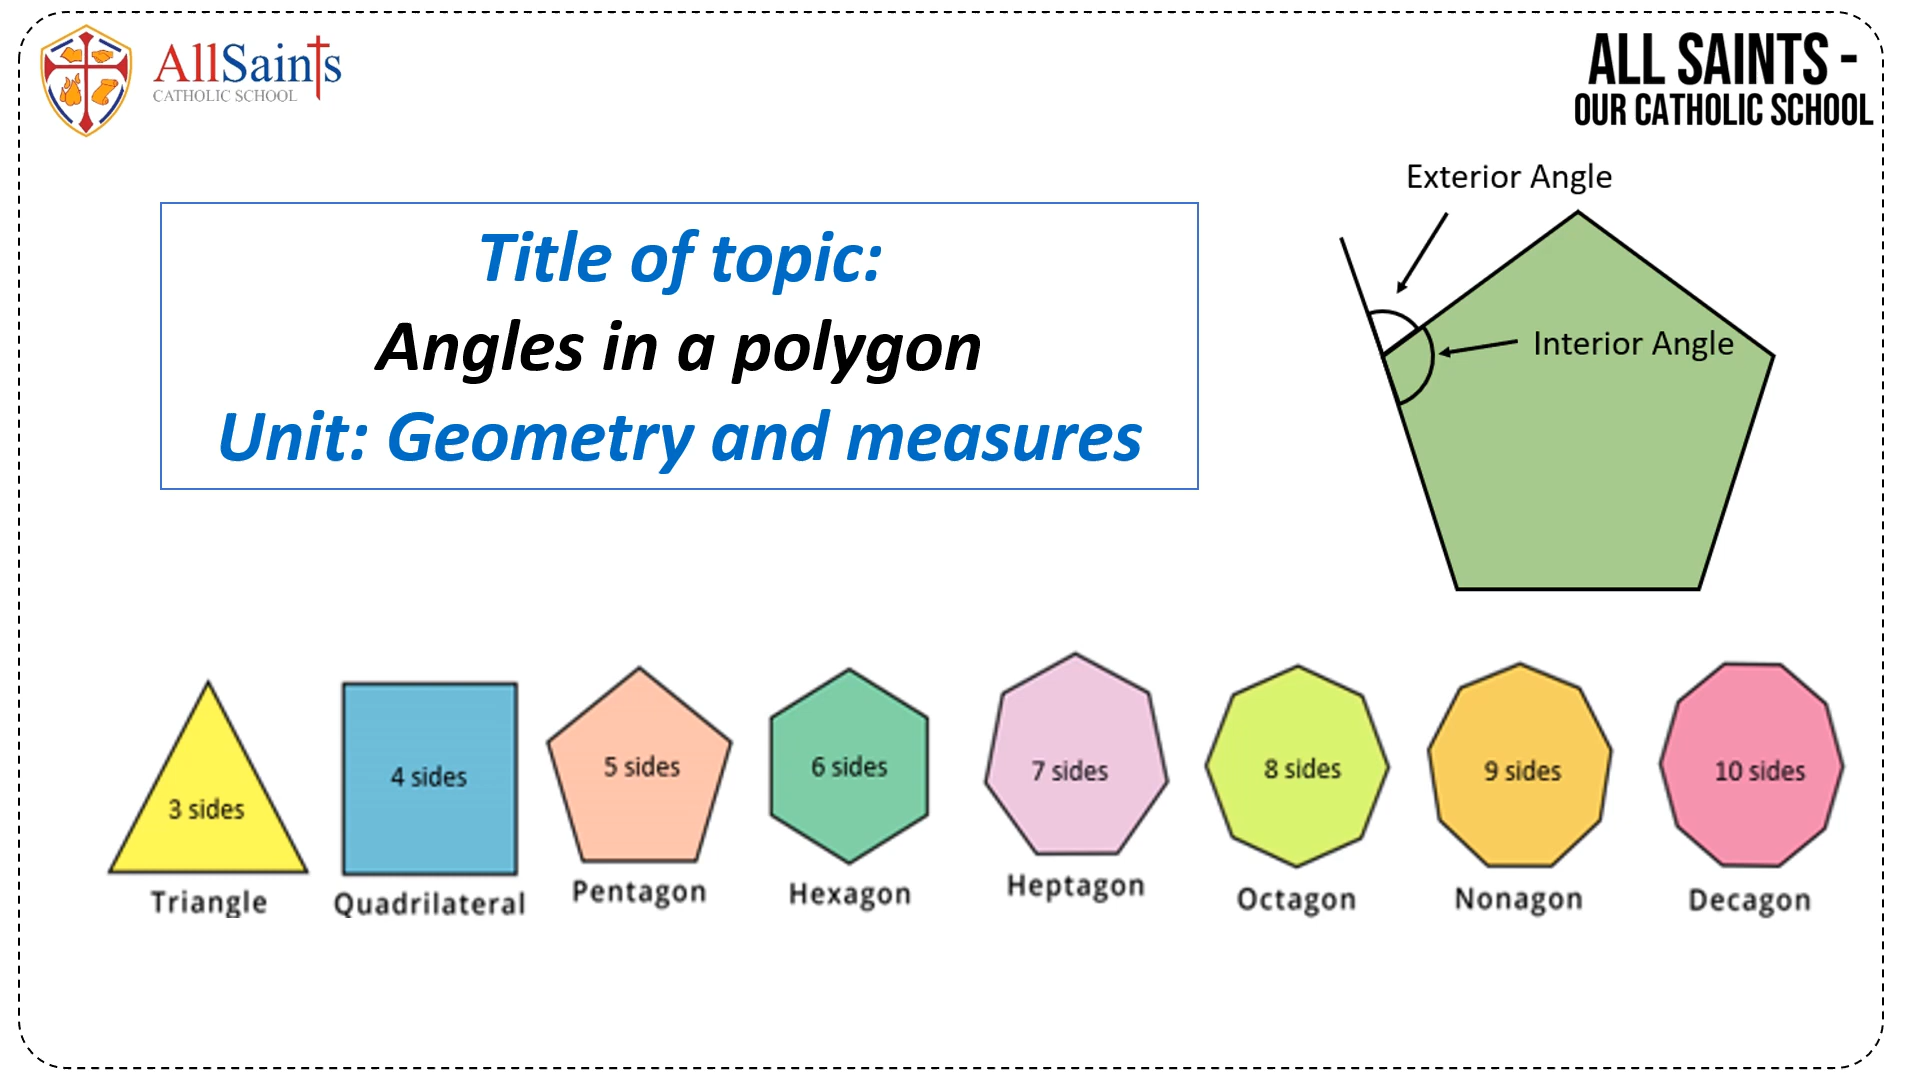 AllSaints
CATHOLIC SCHOOL
ALL SAINTS -
OUR CATHOLIC SCHOOL
Title of topic:
Angles in a polygon
Unit: Geometry and measures
Exterior Angle
Interior Angle
3 sides
4 sides
5 sides
6 sides
7 sides
8 sides
9 sides
10 sides
Triangle
Quadrilateral
Pentagon
Hexagon
Heptagon
Octagon
Nonagon
Decagon